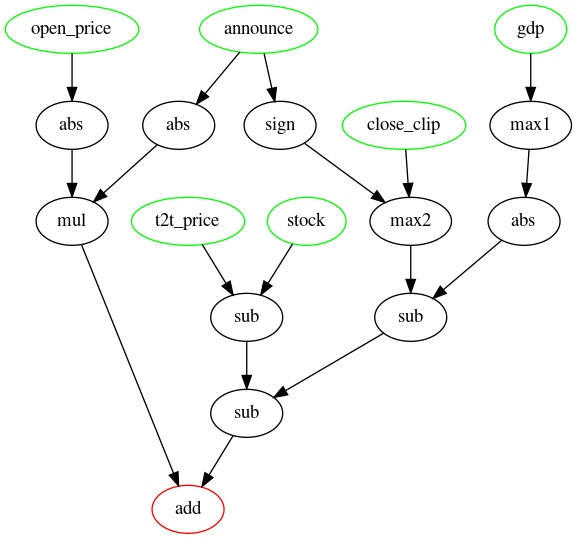 open_price announce gdp
abs abs sign close_clip max1
mul t2t_price stock max2 abs
sub sub
sub
add